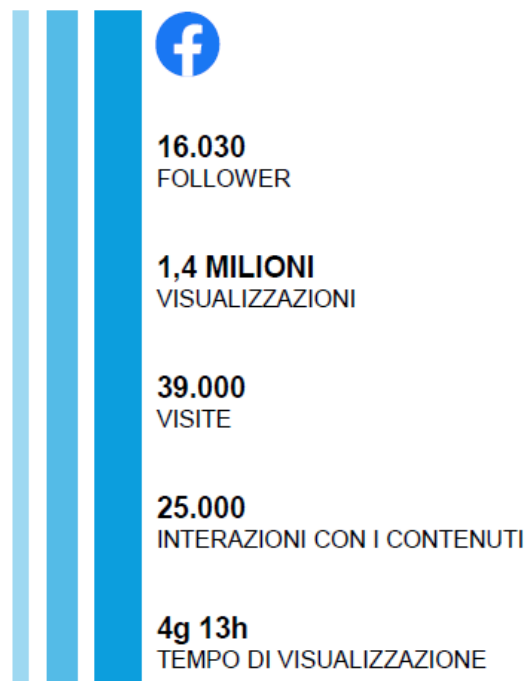 16.030
FOLLOWER
1,4 MILIONI
VISUALIZZAZIONI
39.000
VISITE
25.000
INTERAZIONI CON I CONTENUTI
4g 13h
TEMPO DI VISUALIZZAZIONE